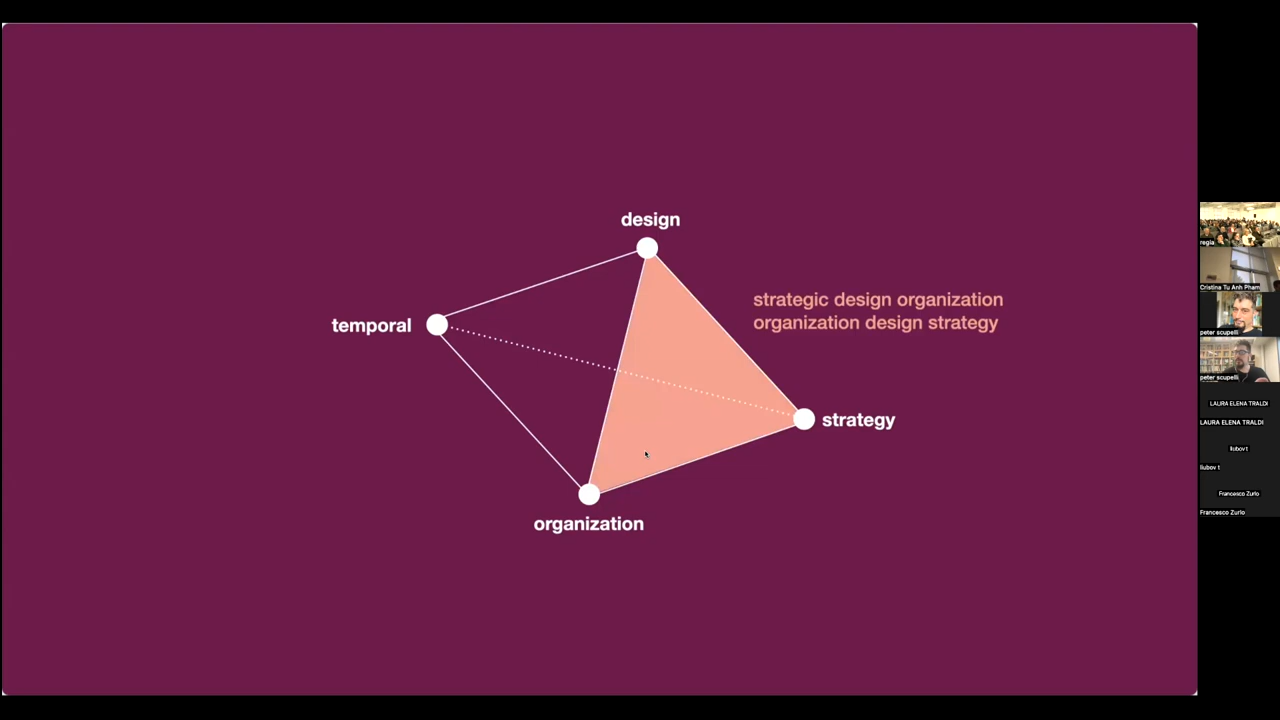 design
strategic design organization
organization design strategy
temporal
strategy
organization
regia
Cristina Tu Anh Pham
peter scupelli
peter scupelli
LAURA ELENA TRALDI
LAURA ELENA TRALDI
liubov t
liubov t
Francesco Zurlo
Francesco Zurlo